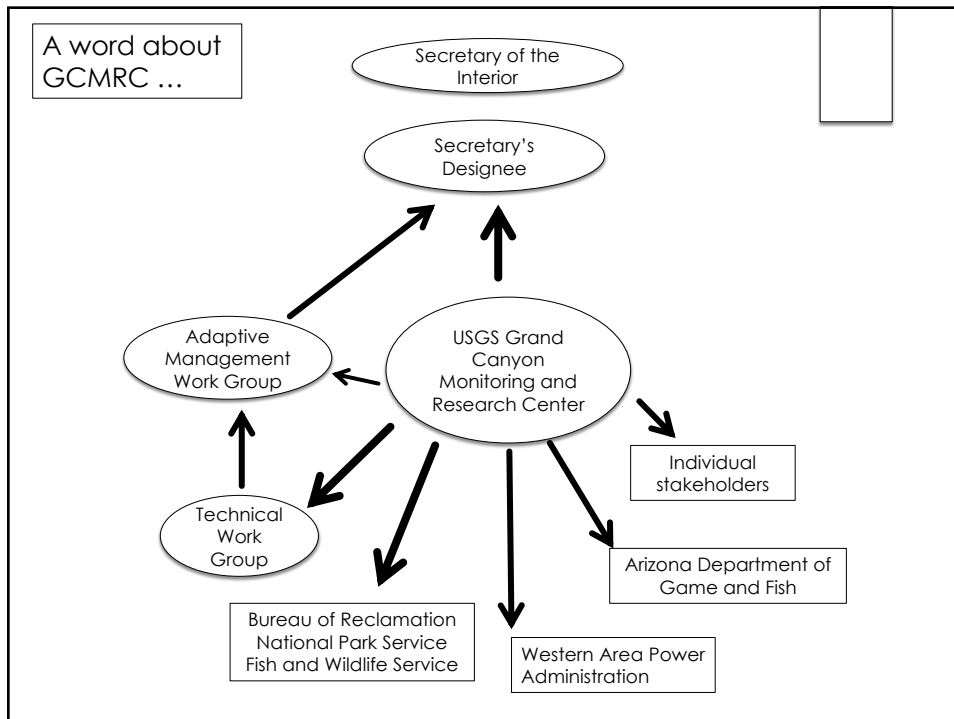 A word about
GCMRC …
Secretary of the
Interior
Secretary’s
Designee
Adaptive
Management
Work Group
USGS Grand
Canyon
Monitoring and
Research Center
Individual
stakeholders
Technical
Work
Group
Arizona Department of
Game and Fish
Bureau of Reclamation
National Park Service
Fish and Wildlife Service
Western Area Power
Administration